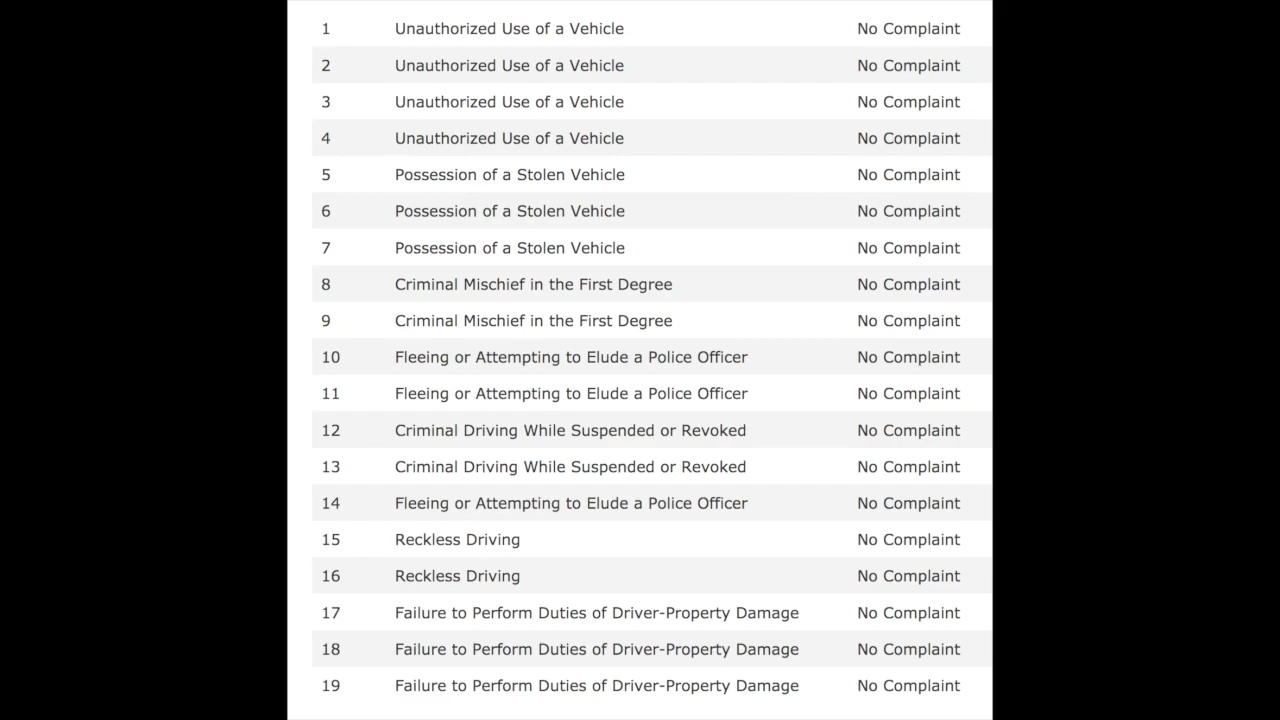 1 Unauthorized Use of a Vehicle No Complaint
2 Unauthorized Use of a Vehicle No Complaint
3 Unauthorized Use of a Vehicle No Complaint
4 Unauthorized Use of a Vehicle No Complaint
5 Possession of a Stolen Vehicle No Complaint
6 Possession of a Stolen Vehicle No Complaint
7 Possession of a Stolen Vehicle No Complaint
8 Criminal Mischief in the First Degree No Complaint
9 Criminal Mischief in the First Degree No Complaint
10 Fleeing or Attempting to Elude a Police Officer No Complaint
11 Fleeing or Attempting to Elude a Police Officer No Complaint
12 Criminal Driving While Suspended or Revoked No Complaint
13 Criminal Driving While Suspended or Revoked No Complaint
14 Fleeing or Attempting to Elude a Police Officer No Complaint
15 Reckless Driving No Complaint
16 Reckless Driving No Complaint
17 Failure to Perform Duties of Driver-Property Damage No Complaint
18 Failure to Perform Duties of Driver-Property Damage No Complaint
19 Failure to Perform Duties of Driver-Property Damage No Complaint